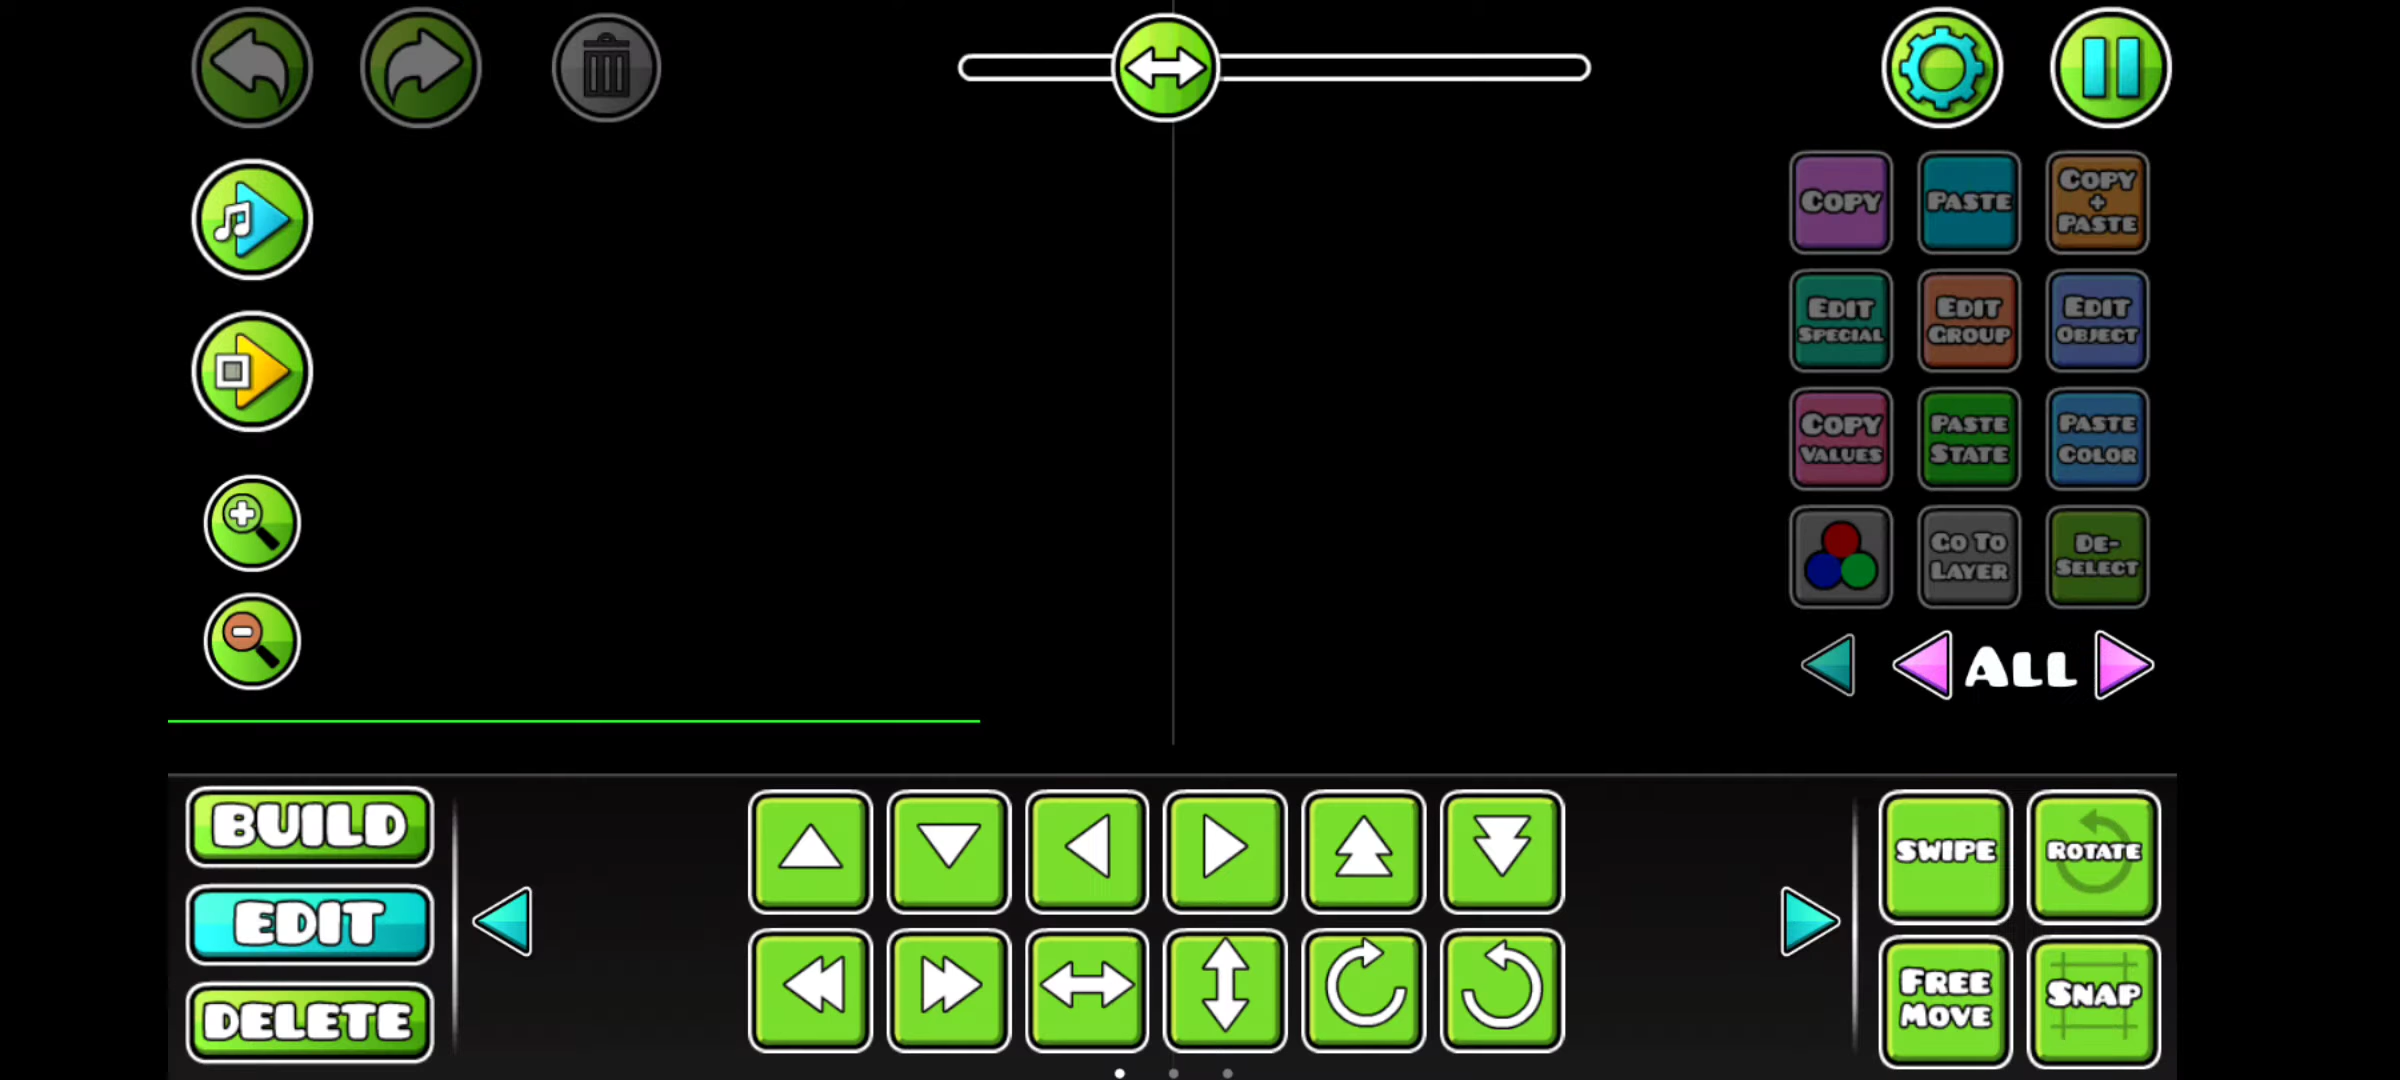 COPY
PASTE
COPY
+
PASTE
EDIT
SPECIAL
EDIT
GROUP
EDIT
OBJECT
COPY
VALUES
PASTE
STATE
PASTE
COLOR
GO TO
LAYER
DE-
SELECT
ALL
BUILD
EDIT
DELETE
SWIPE
ROTATE
FREE
MOVE
SNAP